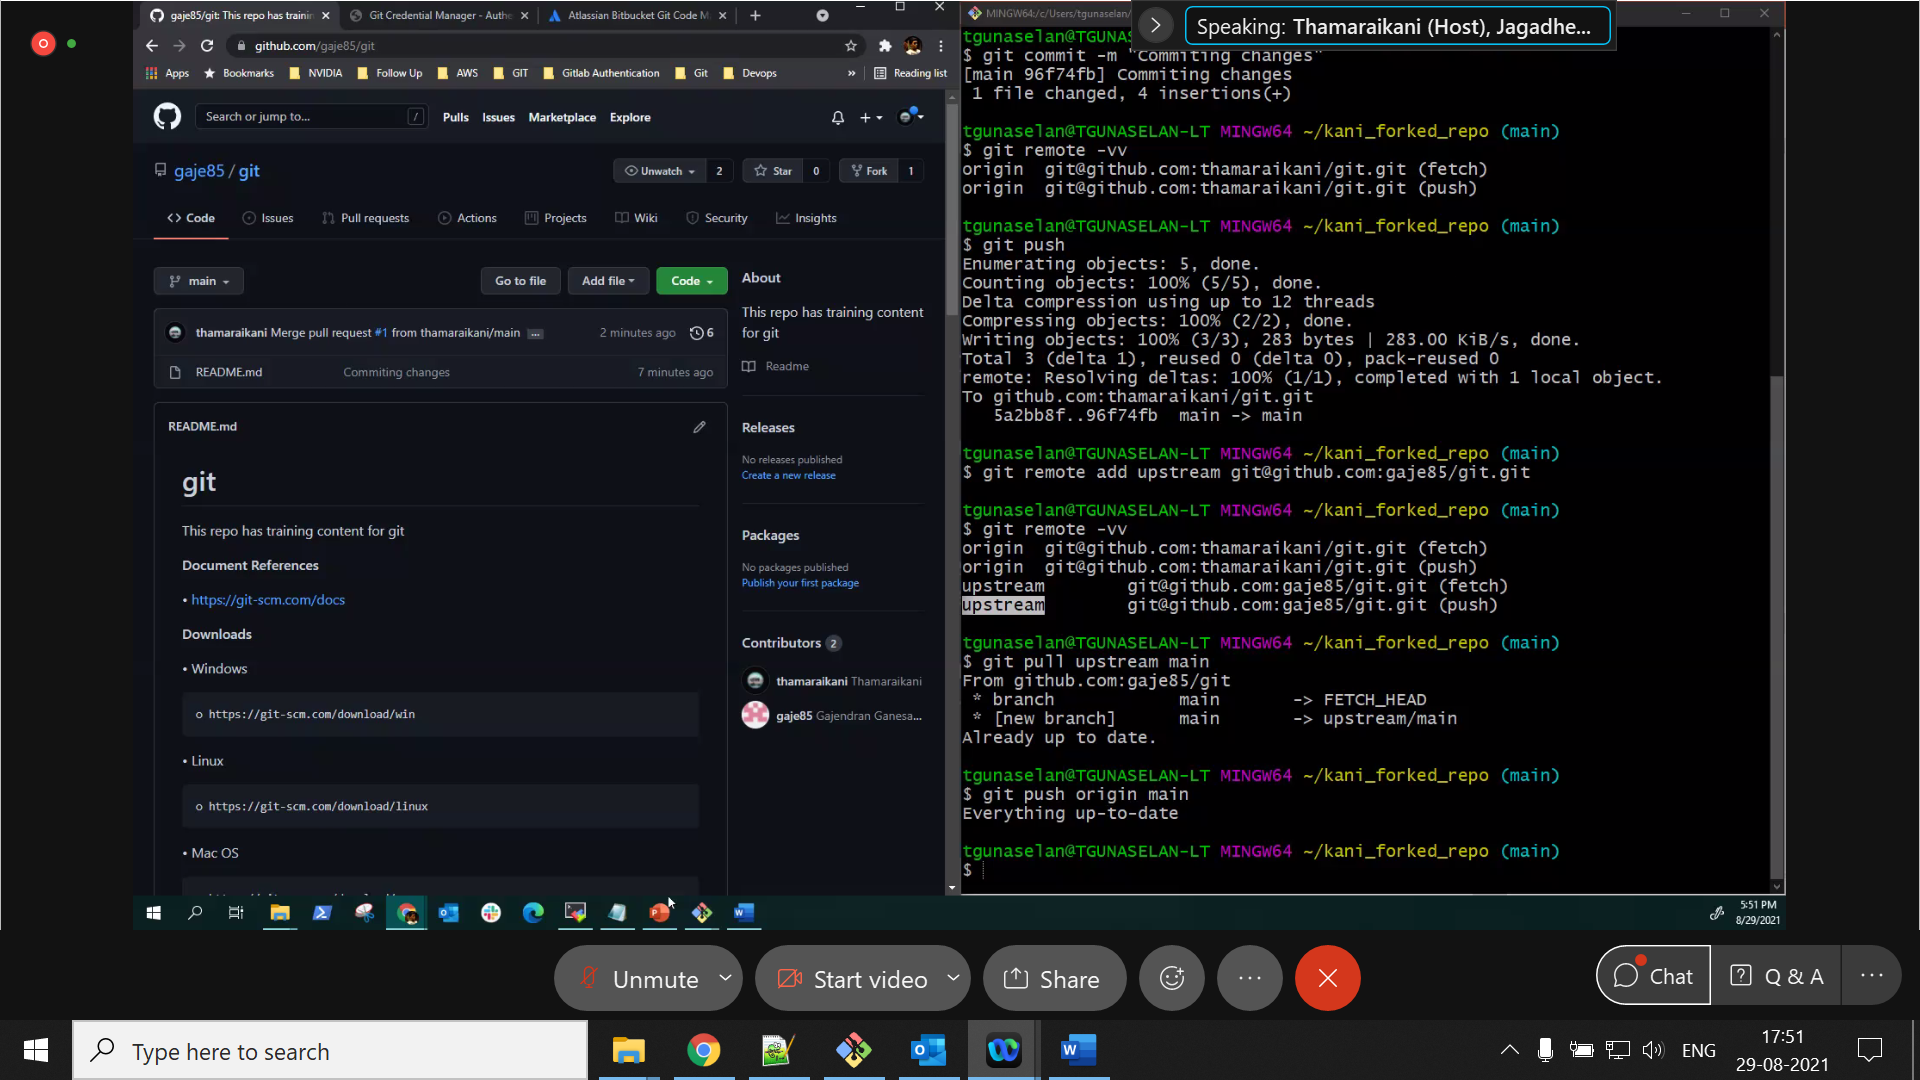 gaje85/git: This repo has trainin
Git Credential Manager - Authe
Atlassian Bitbucket Git Code M
github.com/gaje85/git
Apps
Bookmarks
NVIDIA
Follow Up
AWS
GIT
Gitlab Authentication
Git
Devops
»
Reading list
Search or jump to...
/
Pulls
Issues
Marketplace
Explore
gaje85 / git
Unwatch
2
Star
0
Fork
1
<> Code
Issues
Pull requests
Actions
Projects
Wiki
Security
Insights
main
Go to file
Add file
Code
thamaraikani Merge pull request #1 from thamaraikani/main ...
2 minutes ago
6
README.md
Commiting changes
7 minutes ago
README.md
git
This repo has training content for git
Document References
• https://git-scm.com/docs
Downloads
• Windows
o https://git-scm.com/download/win
• Linux
o https://git-scm.com/download/linux
• Mac OS
About
This repo has training content
for git
Readme
Releases
No releases published
Create a new release
Packages
No packages published
Publish your first package
Contributors 2
thamaraikani Thamaraikani
gaje85 Gajendran Ganesa...
MINGW64:/c/Users/tgunaselan/
Speaking: Thamaraikani (Host), Jagadhe...
$ git commit -m "Commiting changes"
[main 96f74fb] Commiting changes
1 file changed, 4 insertions(+)
tgunaselan@TGUNASELAN-LT MINGW64 ~/kani_forked_repo (main)
$ git remote -vv
origin git@github.com:thamaraikani/git.git (fetch)
origin git@github.com:thamaraikani/git.git (push)
tgunaselan@TGUNASELAN-LT MINGW64 ~/kani_forked_repo (main)
$ git push
Enumerating objects: 5, done.
Counting objects: 100% (5/5), done.
Delta compression using up to 12 threads
Compressing objects: 100% (2/2), done.
Writing objects: 100% (3/3), 283 bytes | 283.00 KiB/s, done.
Total 3 (delta 1), reused 0 (delta 0), pack-reused 0
remote: Resolving deltas: 100% (1/1), completed with 1 local object.
To github.com:thamaraikani/git.git
5a2bb8f..96f74fb main -> main
tgunaselan@TGUNASELAN-LT MINGW64 ~/kani_forked_repo (main)
$ git remote add upstream git@github.com:gaje85/git.git
tgunaselan@TGUNASELAN-LT MINGW64 ~/kani_forked_repo (main)
$ git remote -vv
origin git@github.com:thamaraikani/git.git (fetch)
origin git@github.com:thamaraikani/git.git (push)
upstream git@github.com:gaje85/git.git (fetch)
upstream git@github.com:gaje85/git.git (push)
tgunaselan@TGUNASELAN-LT MINGW64 ~/kani_forked_repo (main)
$ git pull upstream main
From github.com:gaje85/git
* branch main -> FETCH_HEAD
* [new branch] main -> upstream/main
Already up to date.
tgunaselan@TGUNASELAN-LT MINGW64 ~/kani_forked_repo (main)
$ git push origin main
Everything up-to-date
tgunaselan@TGUNASELAN-LT MINGW64 ~/kani_forked_repo (main)
$
5:51 PM
8/29/2021
Unmute
Start video
Share
Chat
Q & A
Type here to search
ENG
17:51
29-08-2021